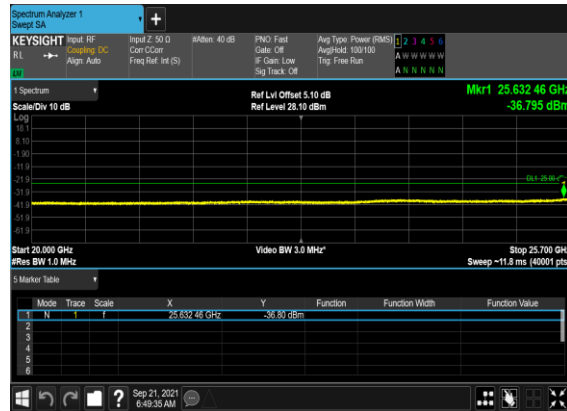 Spectrum Analyzer 1
Swept SA
+
KEYSIGHT Input: RF Input Z: 50 Ω #Atten: 40 dB PNO: Fast Avg Type: Power (RMS) 1 2 3 4 5 6
RL Coupling: DC Corr CCorr Gate: Off Avg|Hold: 100/100 A W W W W W
Align: Auto Freq Ref: Int (S) IF Gain: Low Trig: Free Run
Sig Track: Off A N N N N N
1 Spectrum Ref Lvl Offset 5.10 dB Mkr1 25.632 46 GHz
Scale/Div 10 dB Ref Level 28.10 dBm -36.795 dBm
Log
18.1
8.10
-1.90
-11.9
-21.9
DL1 -25.00
-31.9
-41.9
-51.9
-61.9
Start 20.000 GHz Video BW 3.0 MHz* Stop 25.700 GHz
#Res BW 1.0 MHz Sweep ~11.8 ms (40001 pts)
5 Marker Table
Mode Trace Scale X Y Function Function Width Function Value
1 N 1 f 25.632 46 GHz -36.80 dBm
2
3
4
5
6
? Sep 21, 2021
6:49:35 AM